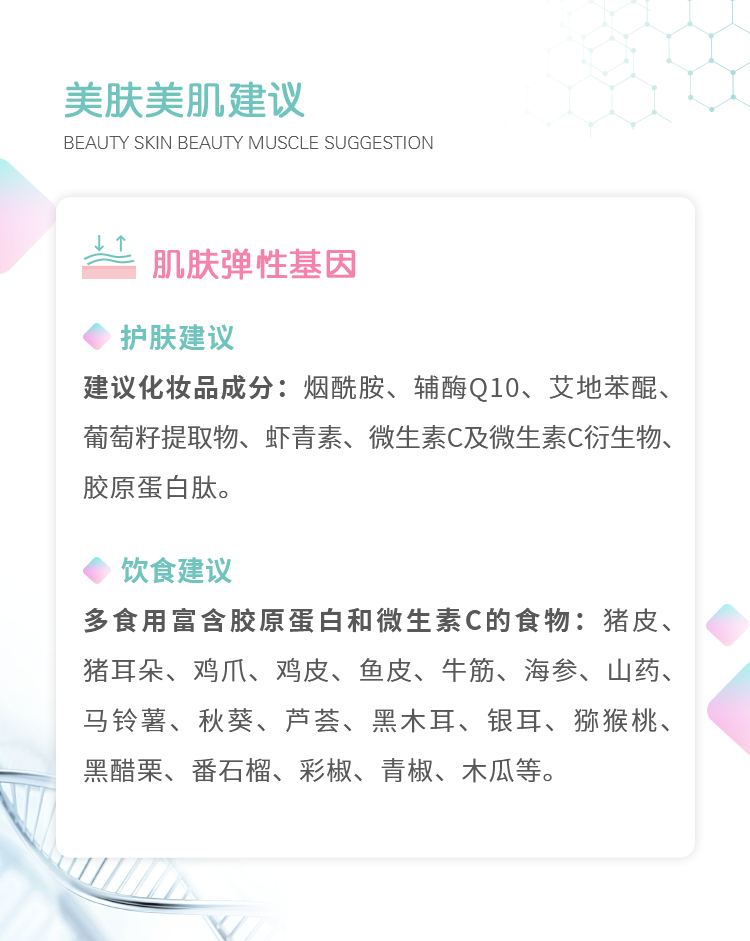 美肤美肌建议
BEAUTY SKIN BEAUTY MUSCLE SUGGESTION
肌肤弹性基因
护肤建议
建议化妆品成分：烟酰胺、辅酶Q10、艾地苯醌、
葡萄籽提取物、虾青素、微生素C及微生素C衍生物、
胶原蛋白肽。
饮食建议
多食用富含胶原蛋白和微生素C的食物：猪皮、
猪耳朵、鸡爪、鸡皮、鱼皮、牛筋、海参、山药、
马铃薯、秋葵、芦荟、黑木耳、银耳、猕猴桃、
黑醋栗、番石榴、彩椒、青椒、木瓜等。